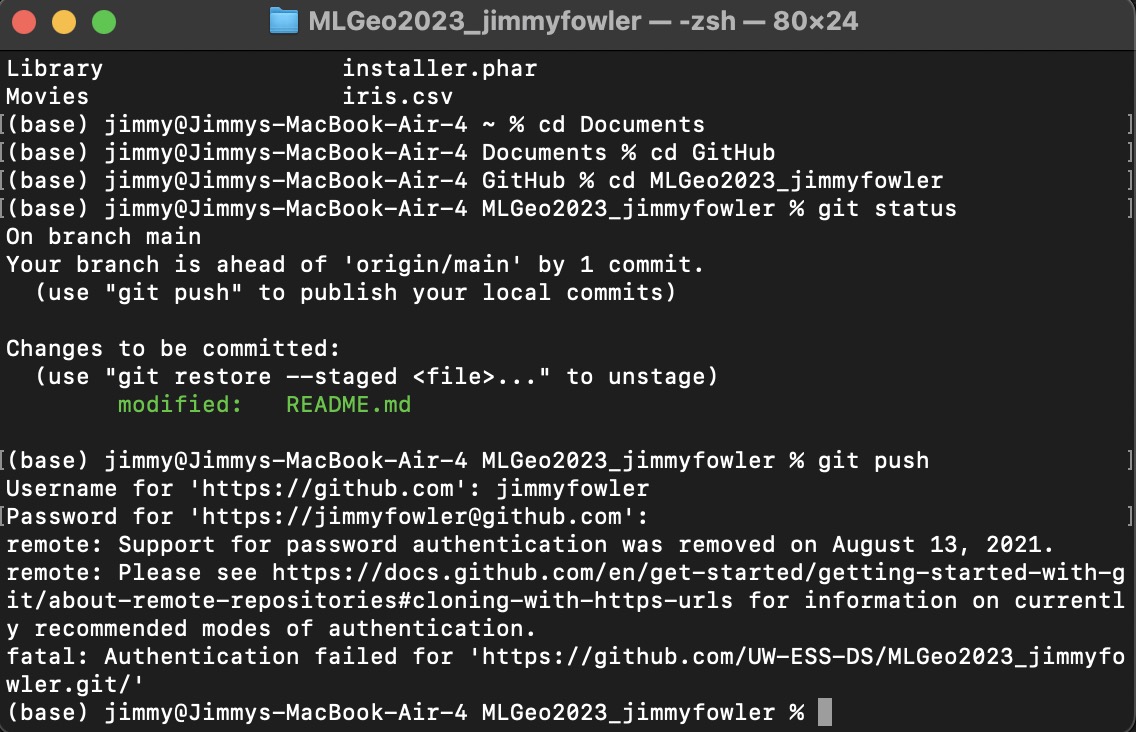 MLGeo2023_jimmyfowler — -zsh — 80×24
Library                 installer.phar
Movies                  iris.csv
[(base) jimmy@Jimmys-MacBook-Air-4 ~ % cd Documents                              ]
[(base) jimmy@Jimmys-MacBook-Air-4 Documents % cd GitHub                         ]
[(base) jimmy@Jimmys-MacBook-Air-4 GitHub % cd MLGeo2023_jimmyfowler             ]
[(base) jimmy@Jimmys-MacBook-Air-4 MLGeo2023_jimmyfowler % git status            ]
On branch main
Your branch is ahead of 'origin/main' by 1 commit.
  (use "git push" to publish your local commits)

Changes to be committed:
  (use "git restore --staged <file>..." to unstage)
        modified:   README.md

[(base) jimmy@Jimmys-MacBook-Air-4 MLGeo2023_jimmyfowler % git push              ]
Username for 'https://github.com': jimmyfowler
[Password for 'https://jimmyfowler@github.com':                                  ]
remote: Support for password authentication was removed on August 13, 2021.
remote: Please see https://docs.github.com/en/get-started/getting-started-with-g
it/about-remote-repositories#cloning-with-https-urls for information on currentl
y recommended modes of authentication.
fatal: Authentication failed for 'https://github.com/UW-ESS-DS/MLGeo2023_jimmyfo
wler.git/'
(base) jimmy@Jimmys-MacBook-Air-4 MLGeo2023_jimmyfowler %